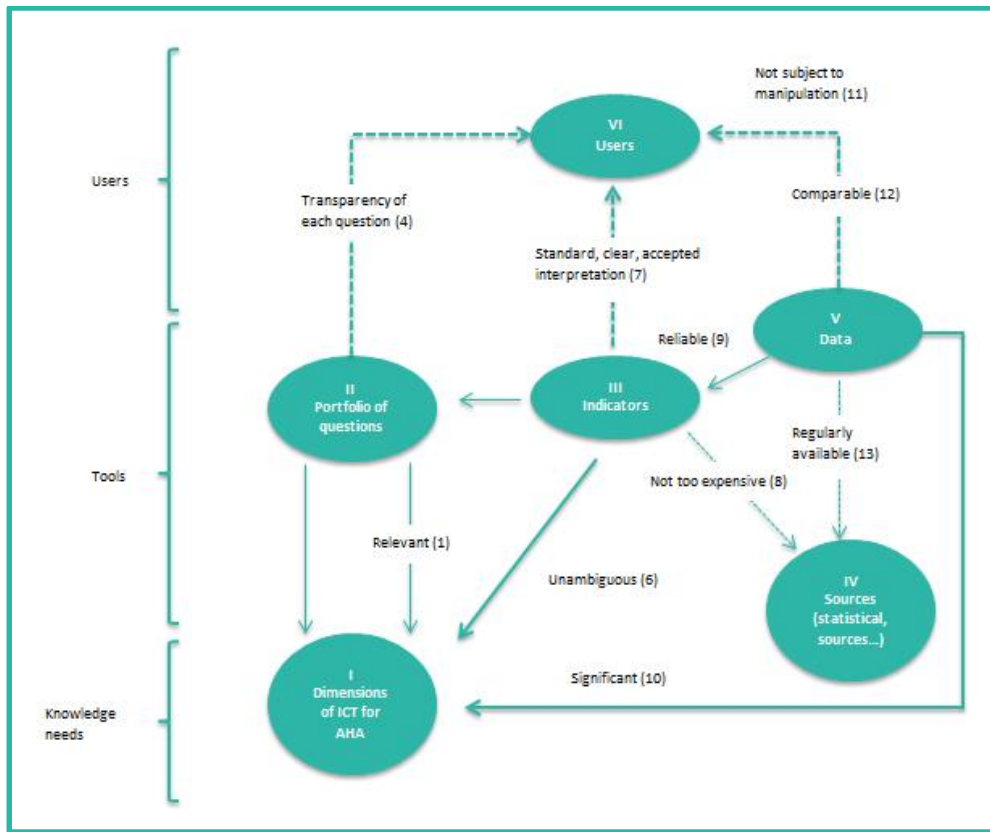 Not subject to
manipulation (11)
VI
Users
Users
Transparency of
each question (4)
Comparable (12)
Standard, clear, accepted
interpretation (7)
V
Data
Reliable (9)
II
Portfolio of
questions
III
Indicators
Regularly
available (13)
Tools
Not too expensive (8)
Relevant (1)
Unambiguous (6)
IV
Sources
(statistical,
sources...)
I
Dimensions
of ICT for
AHA
Significant (10)
Knowledge
needs